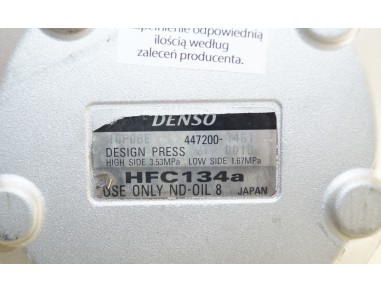 ilością według
zaleceń producenta.
DENSO
447200-
DESIGN PRESS
HIGH SIDE 3.53MPa LOW SIDE 1.67MPa
HFC134a
USE ONLY ND-OIL 8 JAPAN